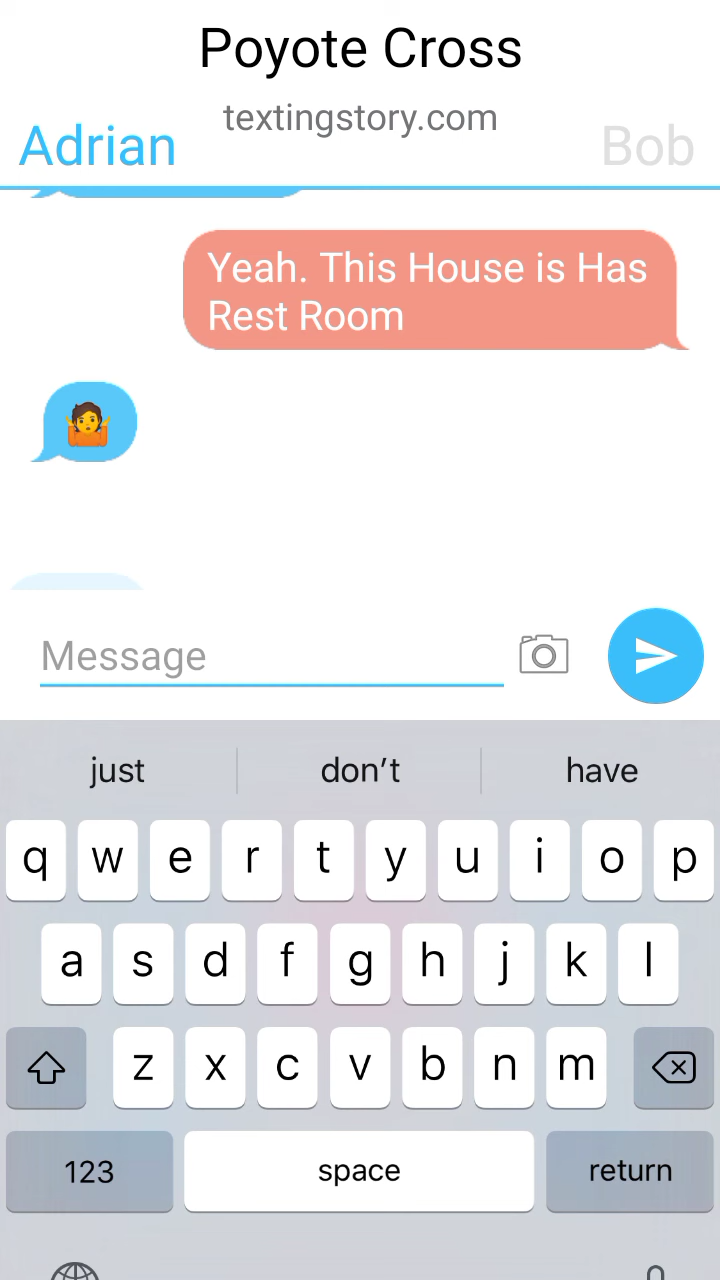 Poyote Cross
textingstory.com
Adrian
Bob
Yeah. This House is Has
Rest Room
🤷
Message
just
don’t
have
q w e r t y u i o p
a s d f g h j k l
z x c v b n m
123
space
return